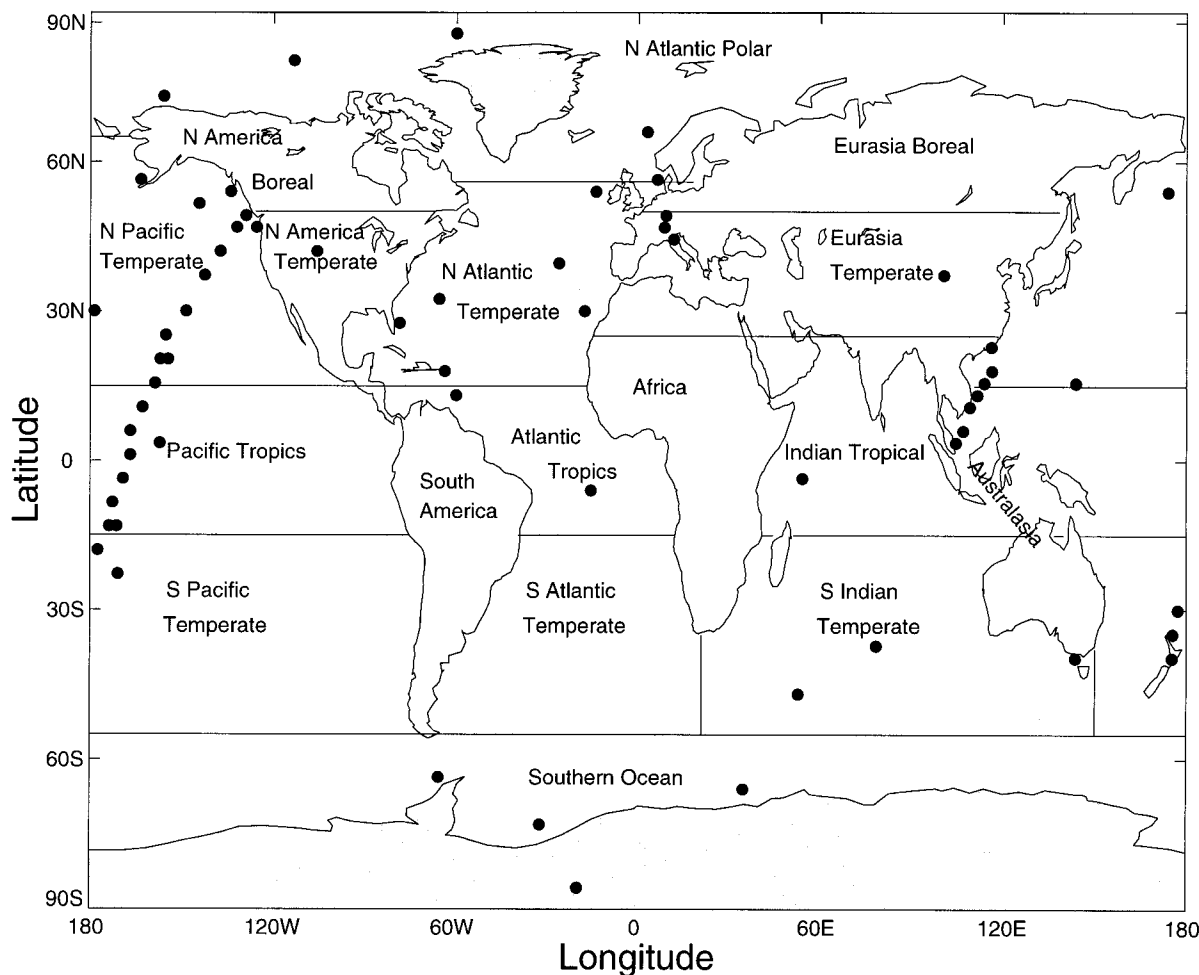 90N
N Atlantic Polar
N America
60N
Eurasia Boreal
Boreal
N Pacific
N America
Eurasia
Temperate
Temperate
N Atlantic
Temperate
Temperate
30N
Africa
Pacific Tropics
Atlantic
Tropics
Indian Tropical
0
South
America
Australasia
S Pacific
Temperate
S Atlantic
Temperate
S Indian
Temperate
30S
60S
Southern Ocean
90S
180
120W
60W
0
60E
120E
180
Latitude
Longitude